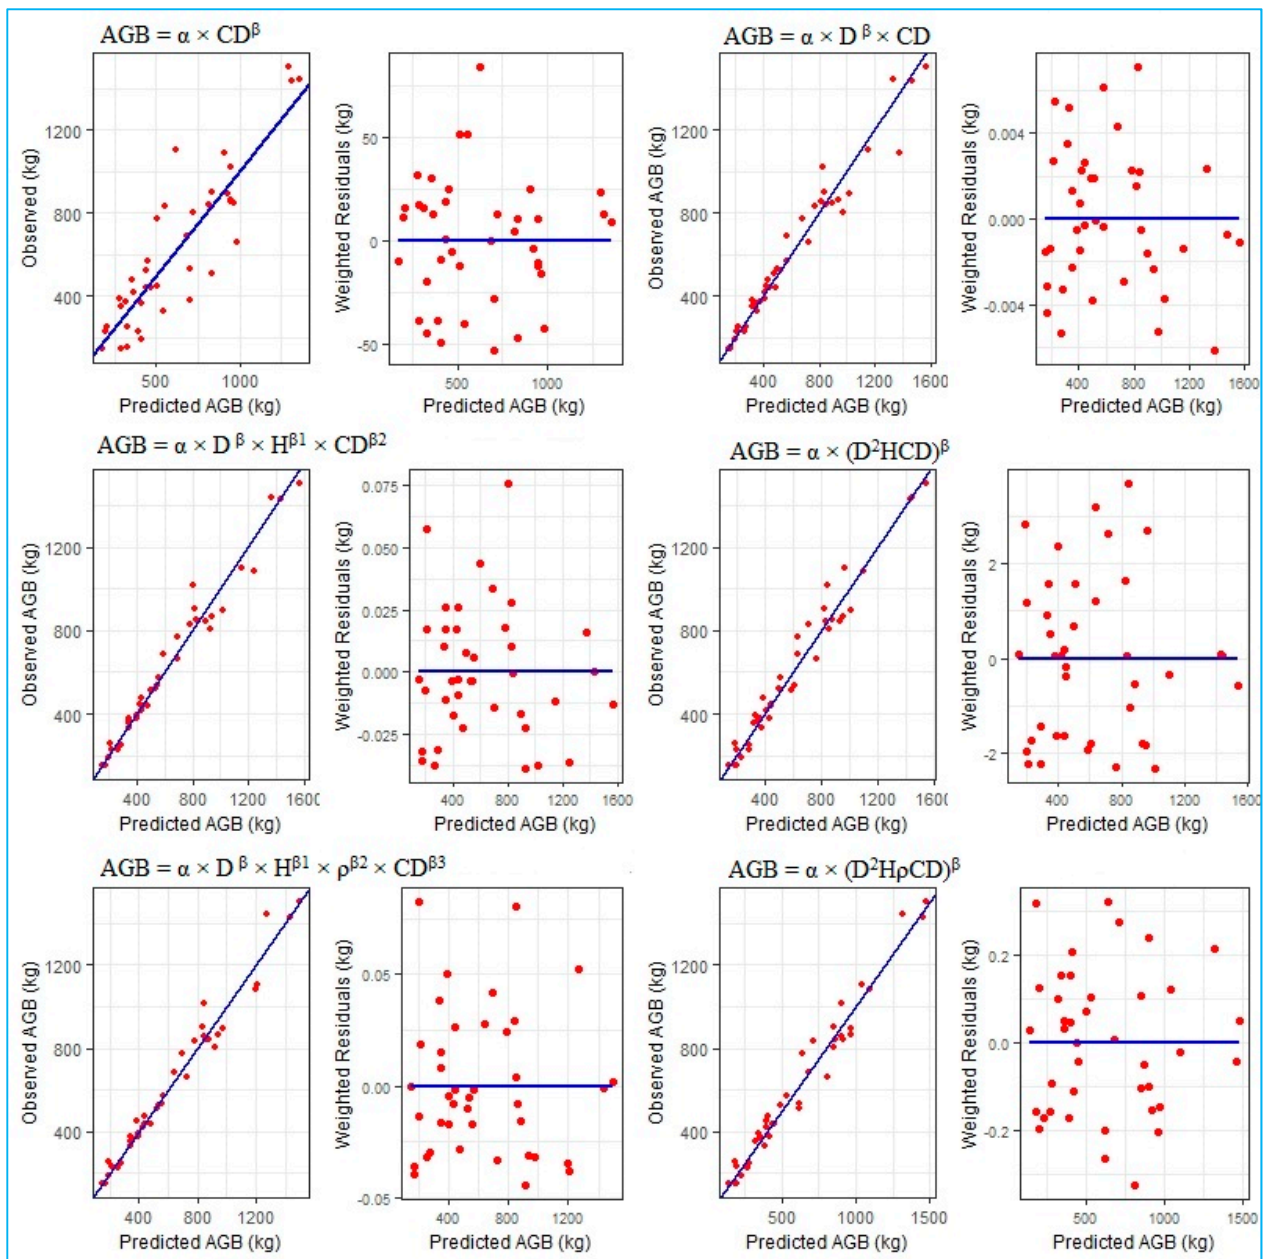 AGB = α × CD^β
AGB = α × D^β × CD
Observed (kg)
1200
800
400
500
1000
Predicted AGB (kg)
Weighted Residuals (kg)
50
0
-50
500
1000
Predicted AGB (kg)
Observed AGB (kg)
1200
800
400
400
800
1200
1600
Predicted AGB (kg)
Weighted Residuals (kg)
0.004
0.000
-0.004
400
800
1200
1600
Predicted AGB (kg)
AGB = α × D^β × H^β1 × CD^β2
AGB = α × (D²HCD)^β
Observed AGB (kg)
1200
800
400
400
800
1200
160
Predicted AGB (kg)
Weighted Residuals (kg)
0.075
0.050
0.025
0.000
-0.025
400
800
1200
1600
Predicted AGB (kg)
Observed AGB (kg)
1200
800
400
400
800
1200
1600
Predicted AGB (kg)
Weighted Residuals (kg)
2
0
-2
400
800
1200
1600
Predicted AGB (kg)
AGB = α × D^β × H^β1 × ρ^β2 × CD^β3
AGB = α × (D²HρCD)^β
Observed AGB (kg)
1200
800
400
400
800
1200
Predicted AGB (kg)
Weighted Residuals (kg)
0.05
0.00
-0.05
400
800
1200
Predicted AGB (kg)
Observed AGB (kg)
1200
800
400
500
1000
1500
Predicted AGB (kg)
Weighted Residuals (kg)
0.2
0.0
-0.2
500
1000
1500
Predicted AGB (kg)